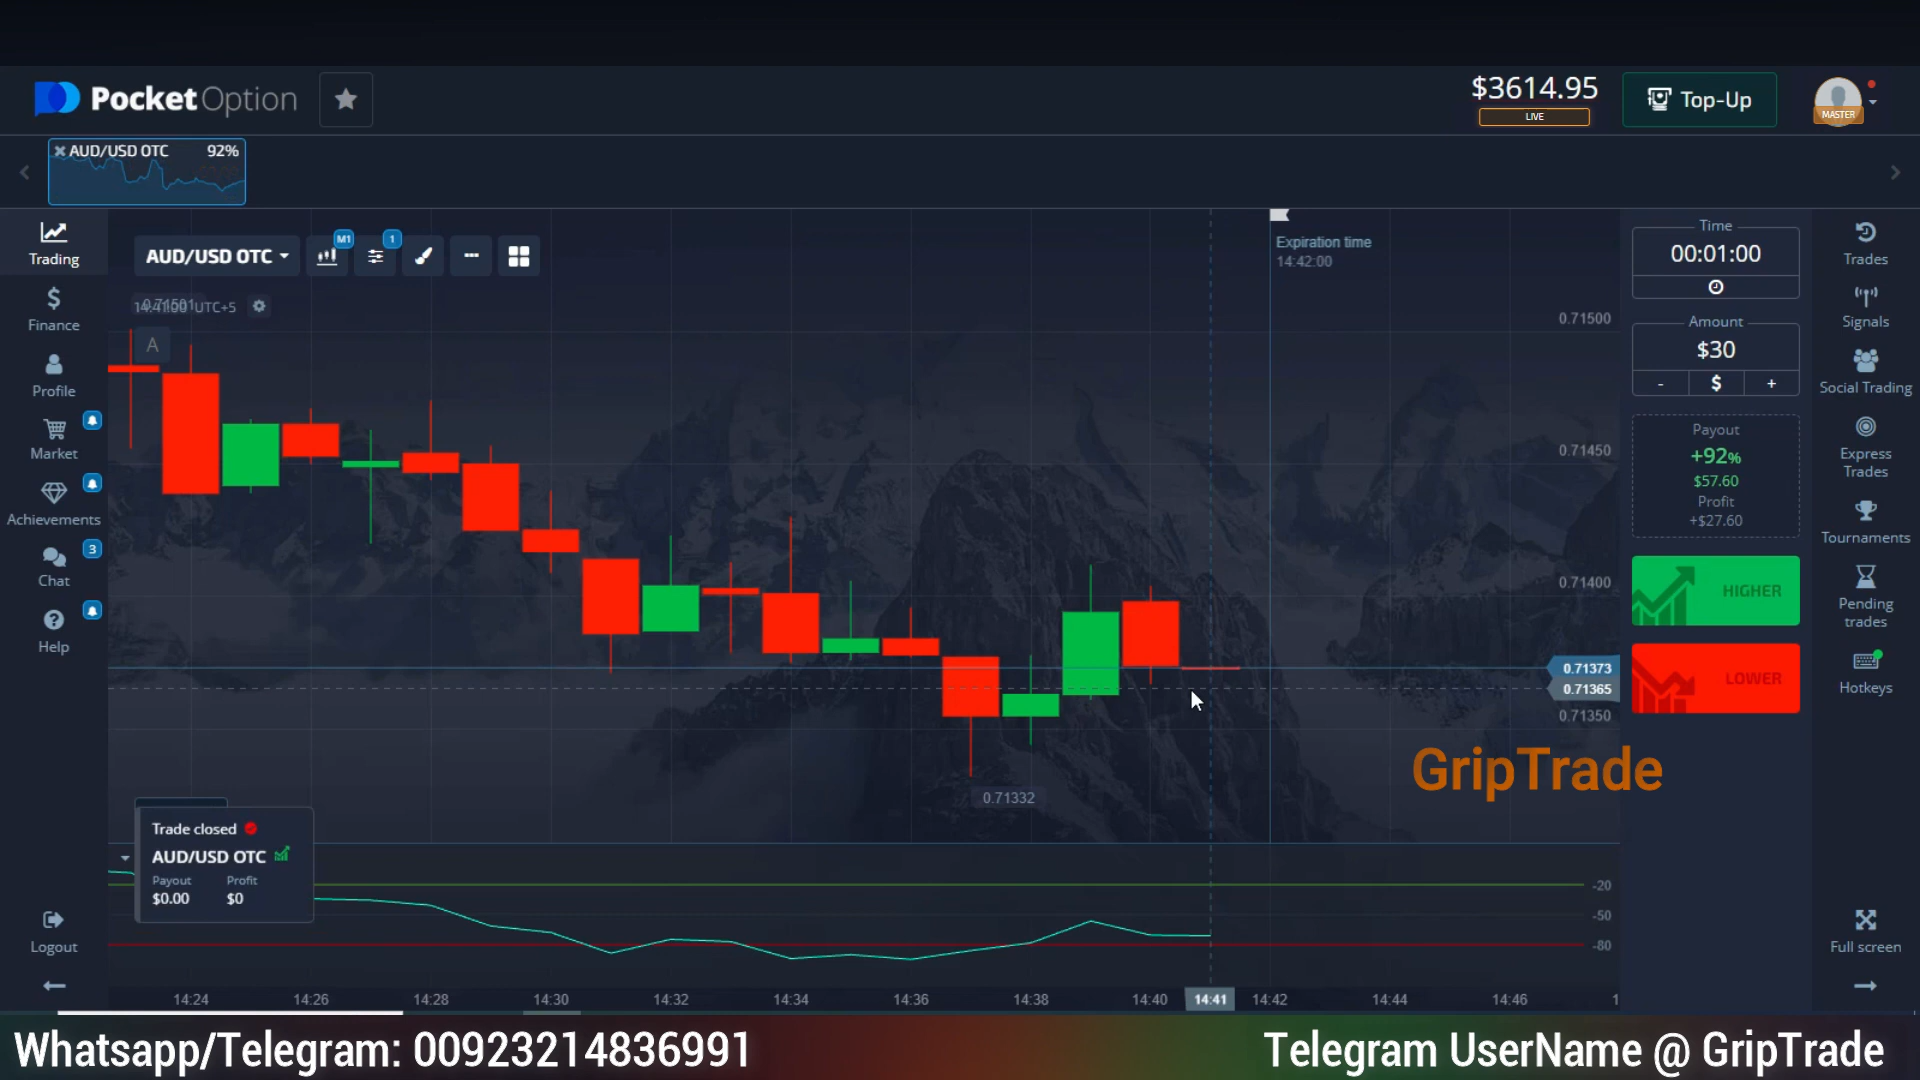 PocketOption
$3614.95
LIVE
Top-Up
MASTER
AUD/USD OTC 92%
Trading
Finance
Profile
Market
Achievements
3
Chat
Help
Logout
AUD/USD OTC
M1
1
UTC+5
A
Expiration time
14:42:00
0.71500
0.71450
0.71400
0.71373
0.71365
0.71350
0.71332
GripTrade
Trade closed
AUD/USD OTC
Payout Profit
$0.00 $0
-20
-50
-80
14:24 14:26 14:28 14:30 14:32 14:34 14:36 14:38 14:40 14:41 14:42 14:44 14:46
Time
00:01:00
Amount
$30
- $ +
Payout
+92%
$57.60
Profit
+$27.60
HIGHER
LOWER
Trades
Signals
Social Trading
Express
Trades
Tournaments
Pending
trades
Hotkeys
Full screen
Whatsapp/Telegram: 00923214836991
Telegram UserName @ GripTrade